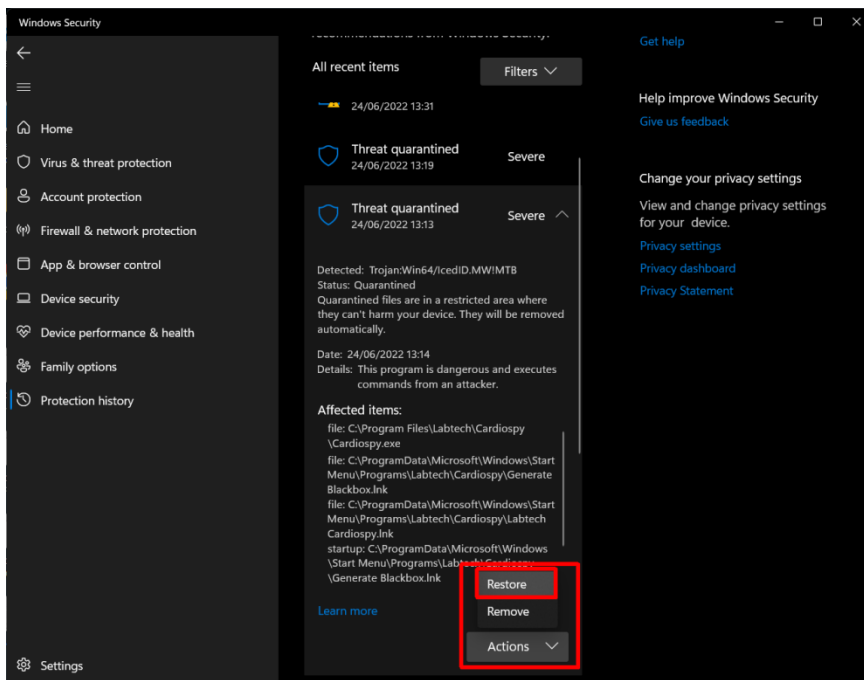 Windows Security
Get help
All recent items
Filters
24/06/2022 13:31
Help improve Windows Security
Give us feedback
Home
Virus & threat protection
Account protection
Firewall & network protection
App & browser control
Device security
Device performance & health
Family options
Protection history
Threat quarantined
24/06/2022 13:19
Severe
Threat quarantined
24/06/2022 13:13
Severe
Change your privacy settings
View and change privacy settings
for your device.
Privacy settings
Privacy dashboard
Privacy Statement
Detected: Trojan:Win64/IcedID.MW!MTB
Status: Quarantined
Quarantined files are in a restricted area where
they can't harm your device. They will be removed
automatically.
Date: 24/06/2022 13:14
Details: This program is dangerous and executes
commands from an attacker.
Affected items:
file: C:\Program Files\Labtech\Cardiospy
\Cardiospy.exe
file: C:\ProgramData\Microsoft\Windows\Start
Menu\Programs\Labtech\Cardiospy\Generate
Blackbox.lnk
file: C:\ProgramData\Microsoft\Windows\Start
Menu\Programs\Labtech\Cardiospy\Labtech
Cardiospy.lnk
startup: C:\ProgramData\Microsoft\Windows
\Start Menu\Programs\Labtech\Cardiospy
\Generate Blackbox.lnk
Restore
Learn more
Remove
Actions
Settings